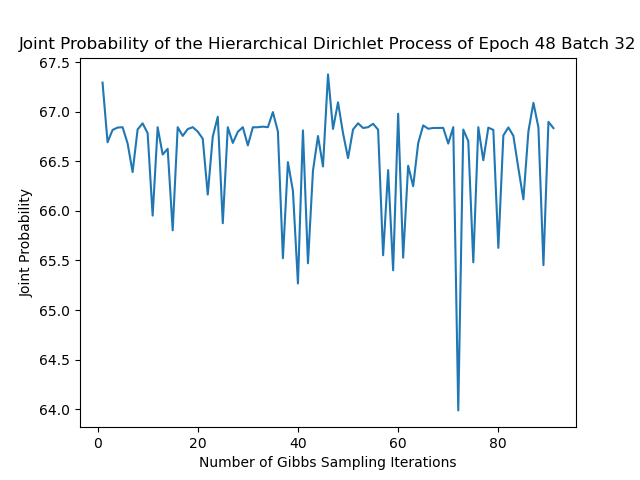 Joint Probability of the Hierarchical Dirichlet Process of Epoch 48 Batch 32
67.5
67.0
66.5
66.0
65.5
65.0
64.5
64.0
Joint Probability
0 20 40 60 80
Number of Gibbs Sampling Iterations